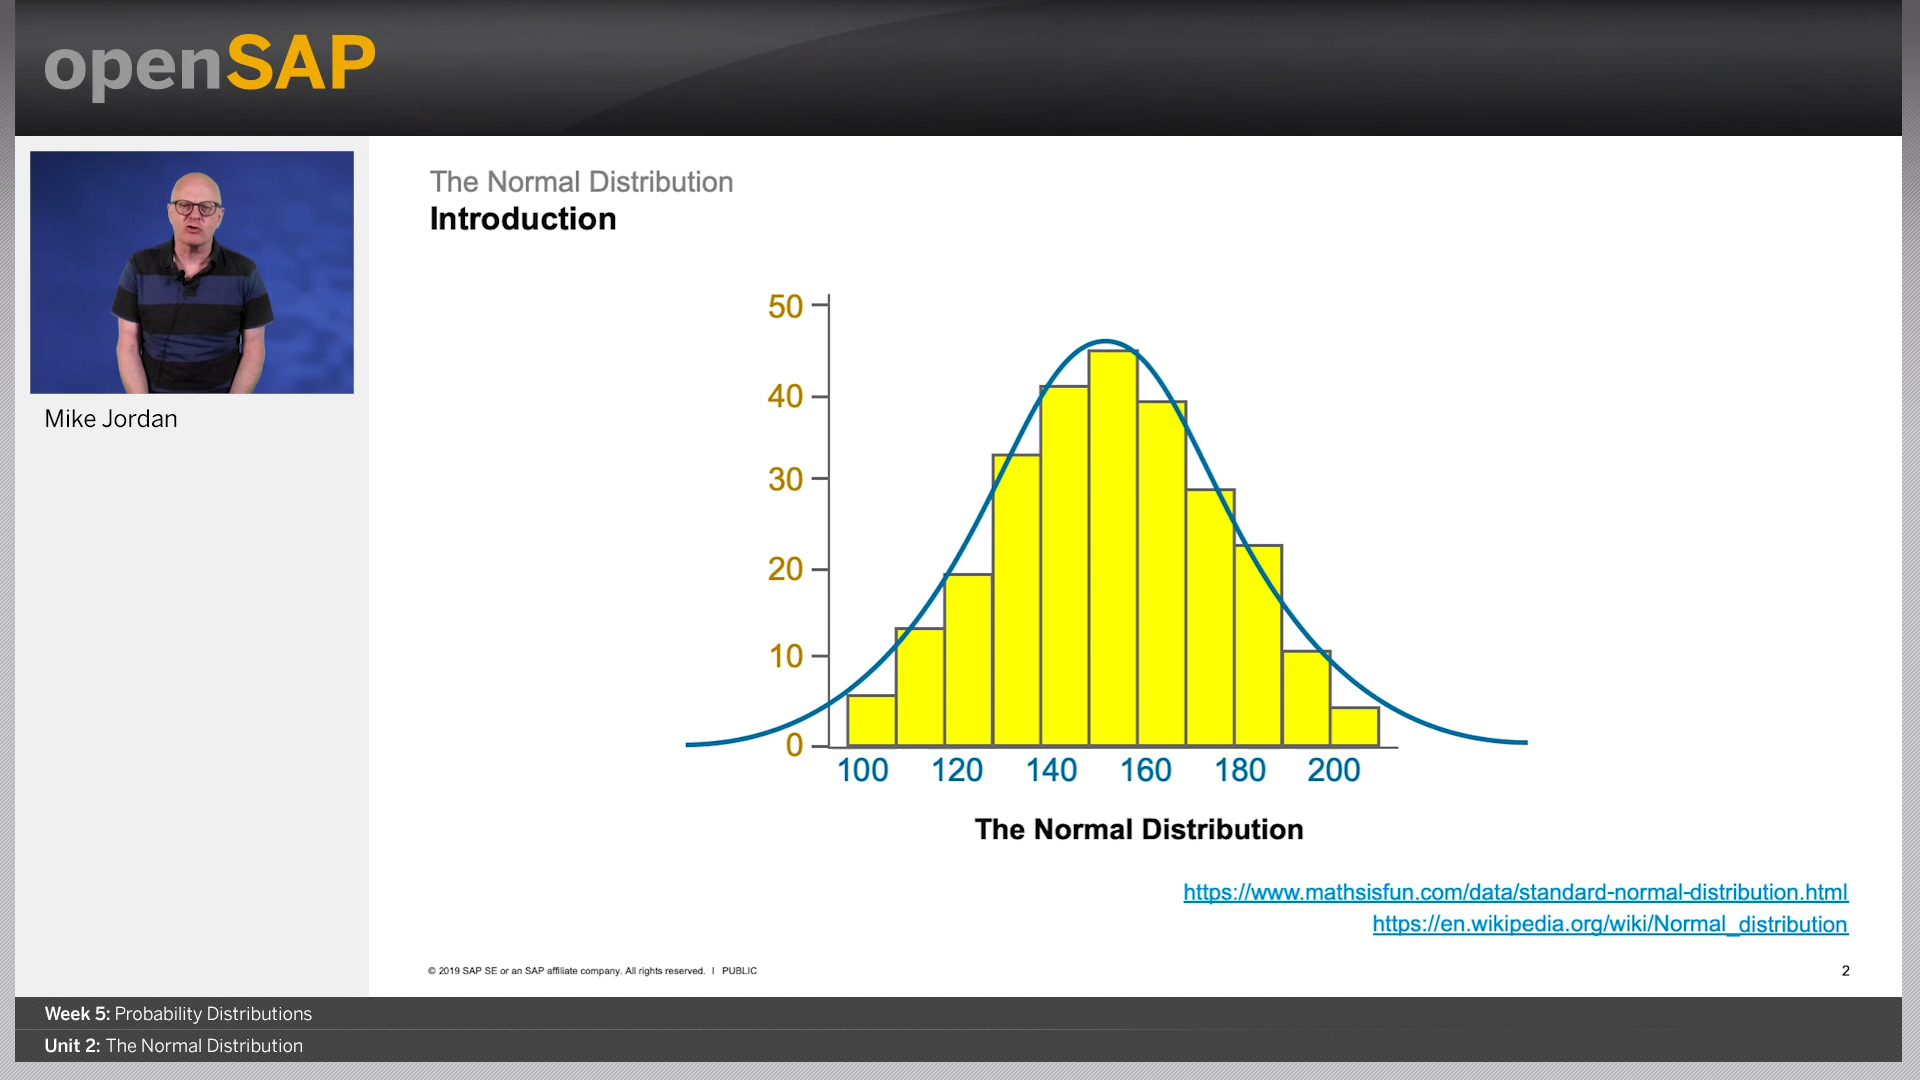 openSAP
Mike Jordan
The Normal Distribution
Introduction
50
40
30
20
10
0
100 120 140 160 180 200
The Normal Distribution
https://www.mathsisfun.com/data/standard-normal-distribution.html
https://en.wikipedia.org/wiki/Normal_distribution
© 2019 SAP SE or an SAP affiliate company. All rights reserved. | PUBLIC
2
Week 5: Probability Distributions
Unit 2: The Normal Distribution